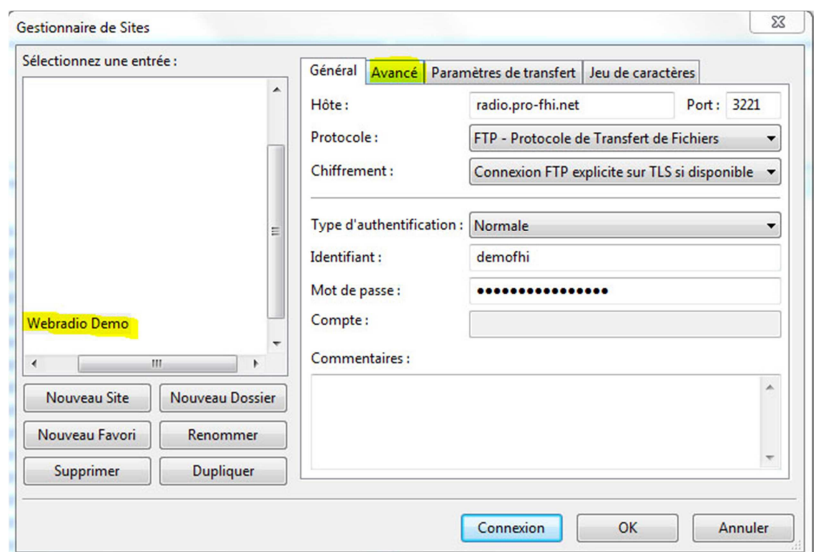 Gestionnaire de Sites
Sélectionnez une entrée :
Webradio Demo
Nouveau Site Nouveau Dossier
Nouveau Favori Renommer
Supprimer Dupliquer
Général Avancé Paramètres de transfert Jeu de caractères
Hôte : radio.pro-fhi.net Port : 3221
Protocole : FTP - Protocole de Transfert de Fichiers
Chiffrement : Connexion FTP explicite sur TLS si disponible
Type d'authentification : Normale
Identifiant : demofhi
Mot de passe : ●●●●●●●●●●●●●●●●
Compte :
Commentaires :
Connexion OK Annuler